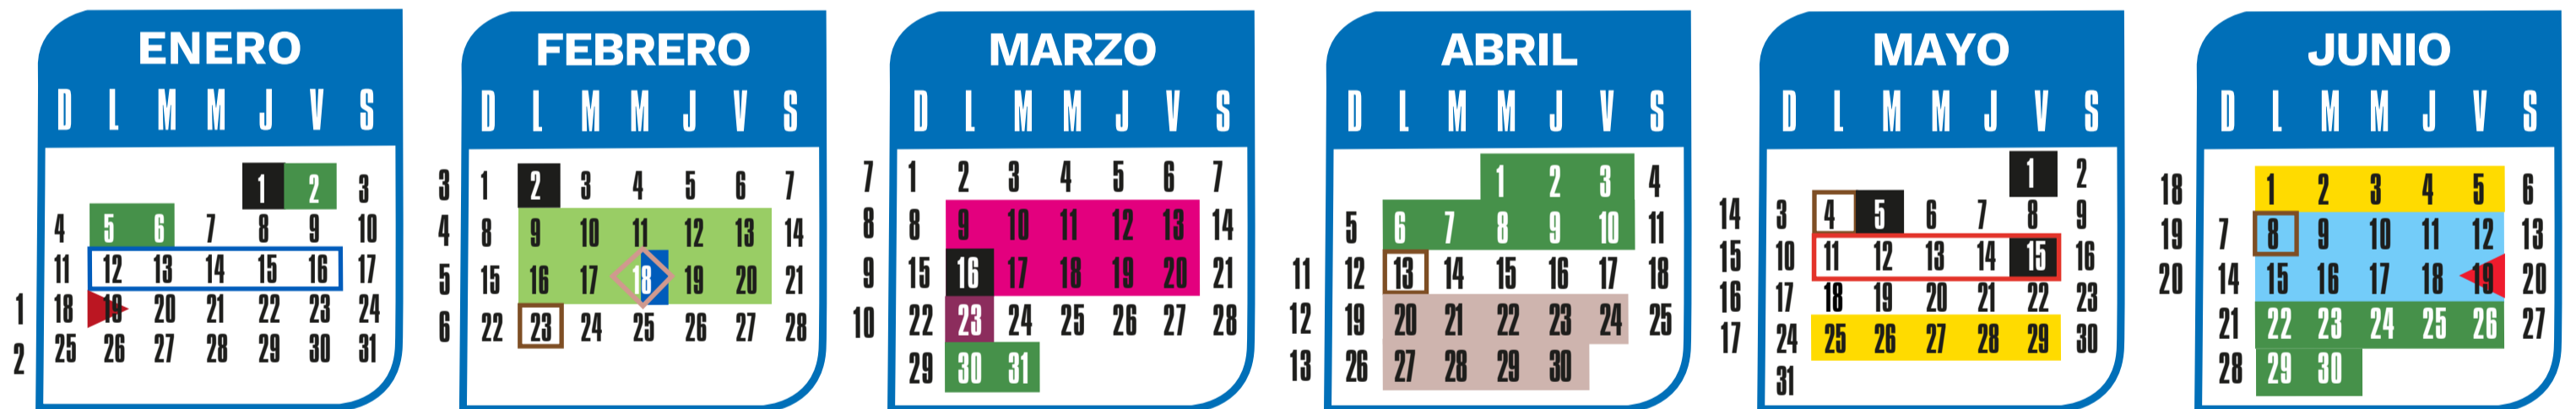 ENERO
D L M M J V S
1 2 3
4 5 6 7 8 9 10
11 12 13 14 15 16 17
1 18 19 20 21 22 23 24
2 25 26 27 28 29 30 31
FEBRERO
D L M M J V S
3 1 2 3 4 5 6 7
4 8 9 10 11 12 13 14
5 15 16 17 18 19 20 21
6 22 23 24 25 26 27 28
MARZO
D L M M J V S
7 1 2 3 4 5 6 7
8 8 9 10 11 12 13 14
9 15 16 17 18 19 20 21
10 22 23 24 25 26 27 28
29 30 31
ABRIL
D L M M J V S
1 2 3 4
5 6 7 8 9 10 11
11 12 13 14 15 16 17 18
12 19 20 21 22 23 24 25
13 26 27 28 29 30
MAYO
D L M M J V S
1 2
14 3 4 5 6 7 8 9
15 10 11 12 13 14 15 16
16 17 18 19 20 21 22 23
17 24 25 26 27 28 29 30
31
JUNIO
D L M M J V S
18 1 2 3 4 5 6
19 7 8 9 10 11 12 13
20 14 15 16 17 18 19 20
21 22 23 24 25 26 27
28 29 30